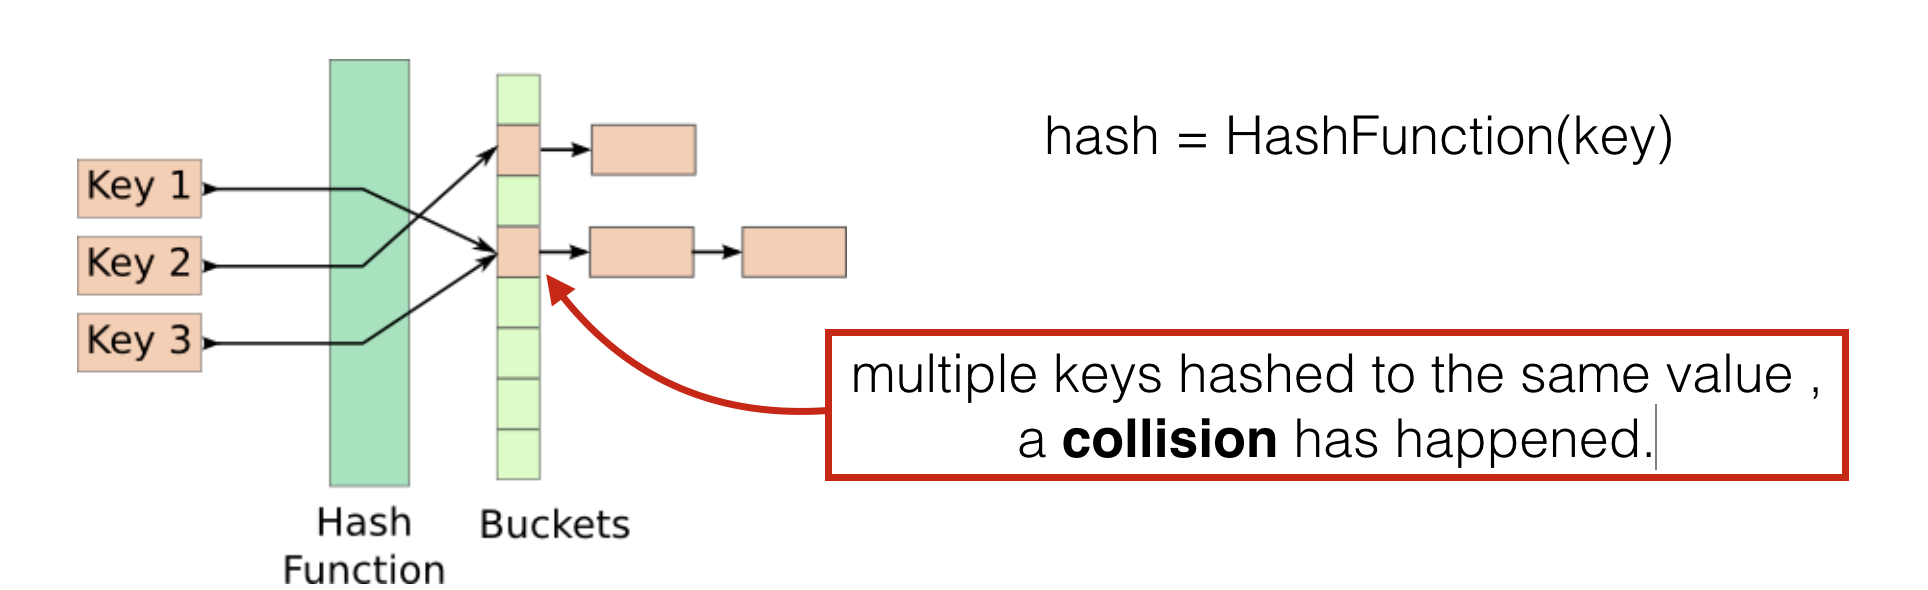 hash = HashFunction(key)
Key 1
Key 2
Key 3
multiple keys hashed to the same value ,
a collision has happened.
Hash
Function
Buckets